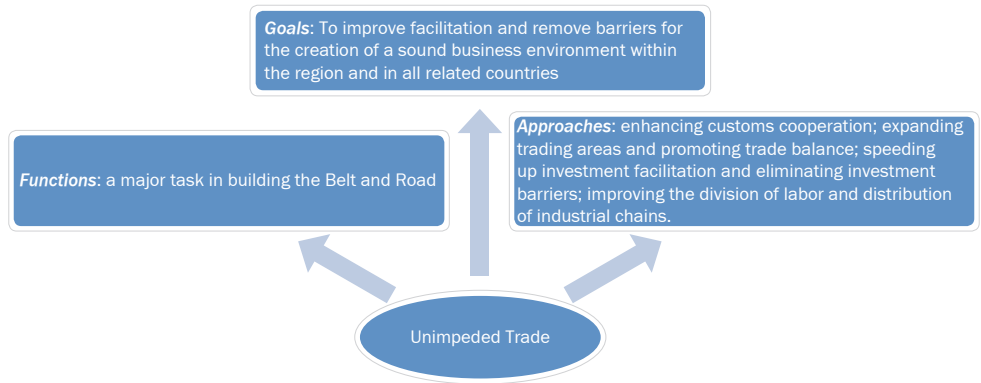 Goals: To improve facilitation and remove barriers for
the creation of a sound business environment within
the region and in all related countries
Functions: a major task in building the Belt and Road
Approaches: enhancing customs cooperation; expanding
trading areas and promoting trade balance; speeding
up investment facilitation and eliminating investment
barriers; improving the division of labor and distribution
of industrial chains.
Unimpeded Trade